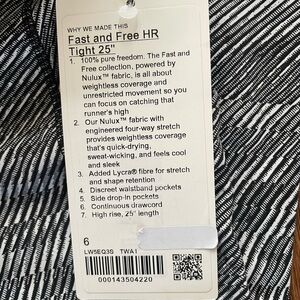 WHY WE MADE THIS
Fast and Free HR
Tight 25"
1. 100% pure freedom. The Fast and
Free collection, powered by
Nulux™ fabric, is all about
weightless coverage and
unrestricted movement so you
can focus on catching that
runner's high
2. Our Nulux™ fabric with
engineered four-way stretch
provides weightless coverage
that's quick-drying,
sweat-wicking, and feels cool
and sleek
3. Added Lycra® fibre for stretch
and shape retention
4. Discreet waistband pockets
5. Side drop-in pockets
6. Continuous drawcord
7. High rise, 25" length
6
LW5EQ3S TWA I
000143504220